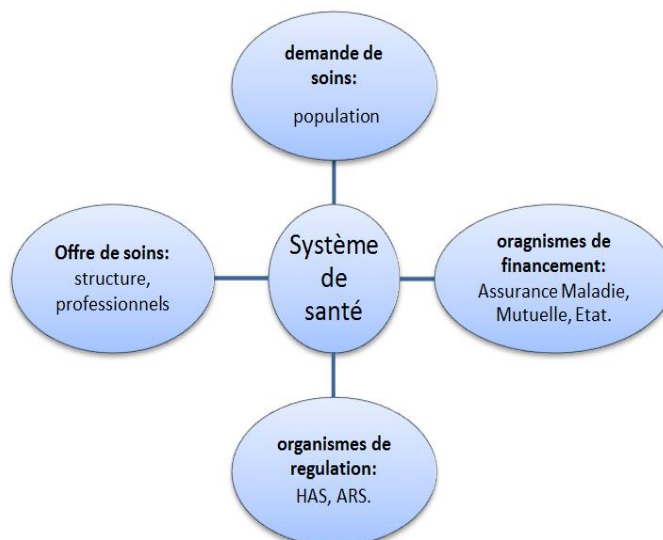 demande de
soins:
population
Offre de soins:
structure,
professionnels
Système
de
santé
oragnismes de
financement:
Assurance Maladie,
Mutuelle, Etat.
organismes de
regulation:
HAS, ARS.